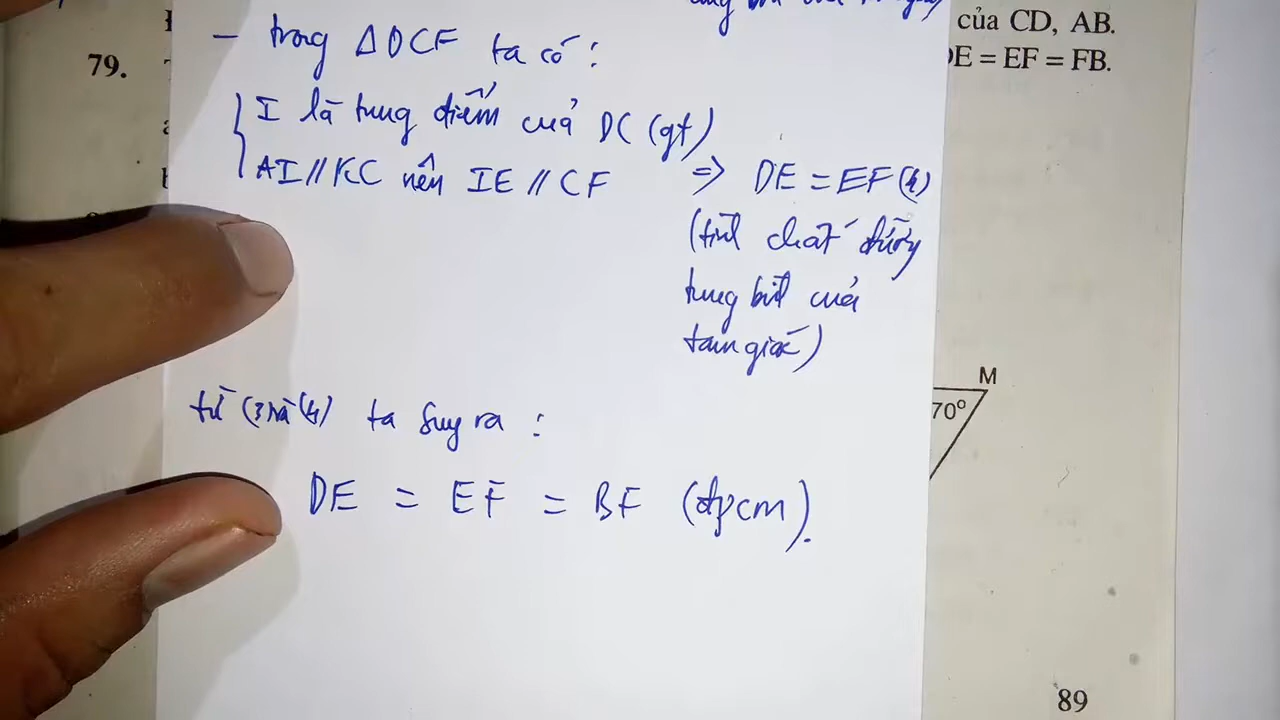 của CD, AB.
– trong ΔDCF ta có:
E = EF = FB.
79.
I là trung điểm của DC (gt)
AI // KC nên IE // CF => DE = EF (4)
(tính chất đường
trung bình của
tam giác)
M
70°
từ (3) và (4) ta suy ra :
DE = EF = BF (đpcm).
89